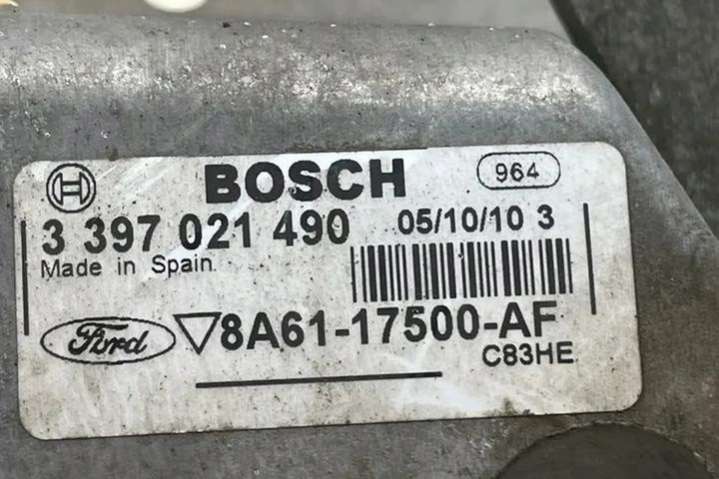 BOSCH 964
3 397 021 490 05/10/10 3
Made in Spain
Ford 8A61-17500-AF
C83HE